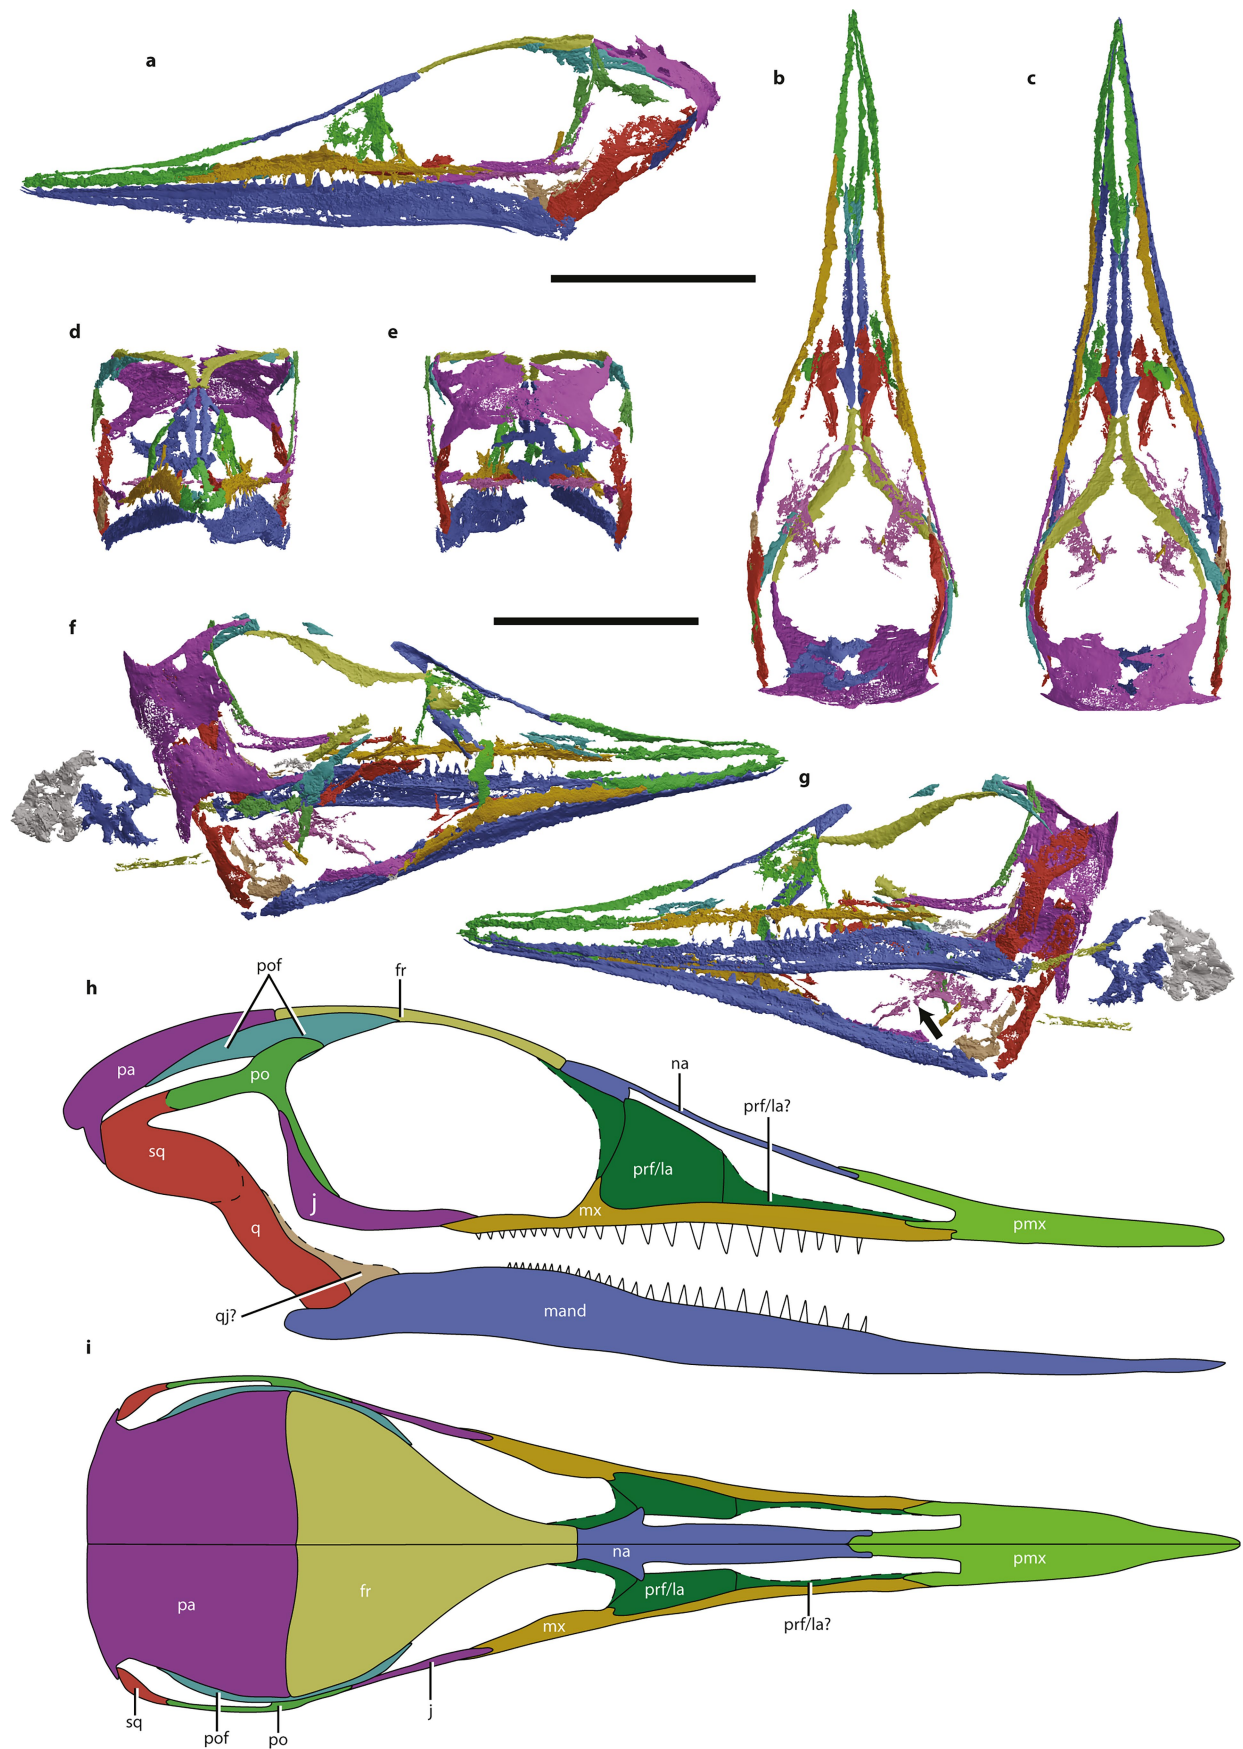 a
b
c
d
e
f
g
h
pof
fr
pa
po
na
prf/la?
sq
prf/la
j
mx
q
pmx
qj?
mand
i
na
pmx
fr
prf/la
pa
mx
prf/la?
j
sq
pof
po